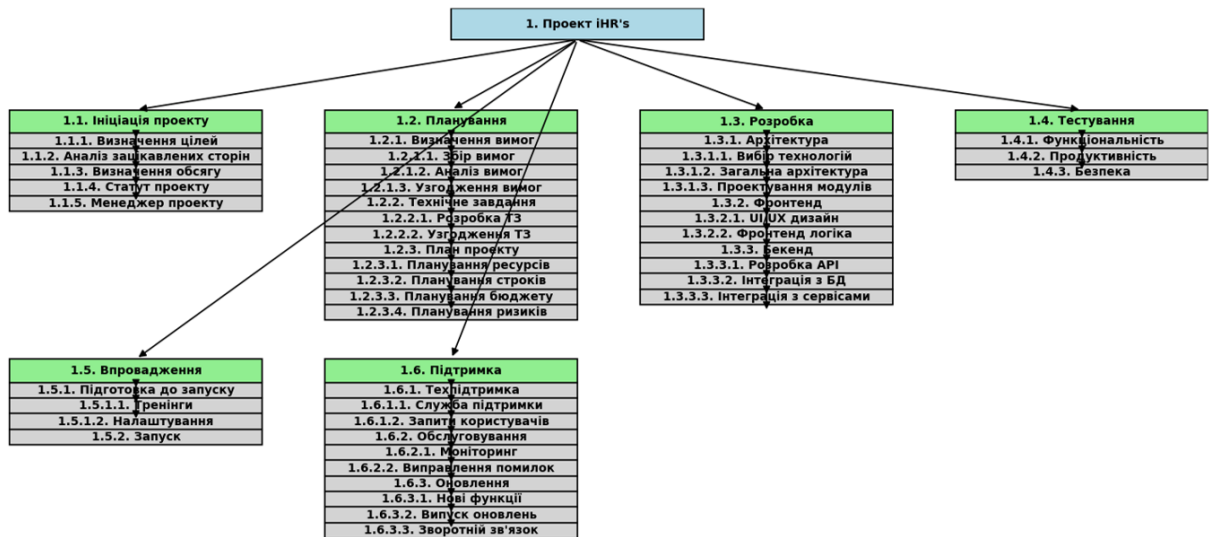 1. Проект iHR's
1.1. Ініціація проекту
1.1.1. Визначення цілей
1.1.2. Аналіз зацікавлених сторін
1.1.3. Визначення обсягу
1.1.4. Статут проекту
1.1.5. Менеджер проекту
1.2. Планування
1.2.1. Визначення вимог
1.2.1.1. Збір вимог
1.2.1.2. Аналіз вимог
1.2.1.3. Узгодження вимог
1.2.2. Технічне завдання
1.2.2.1. Розробка ТЗ
1.2.2.2. Узгодження ТЗ
1.2.3. План проекту
1.2.3.1. Планування ресурсів
1.2.3.2. Планування строків
1.2.3.3. Планування бюджету
1.2.3.4. Планування ризиків
1.3. Розробка
1.3.1. Архітектура
1.3.1.1. Вибір технологій
1.3.1.2. Загальна архітектура
1.3.1.3. Проектування модулів
1.3.2. Фронтенд
1.3.2.1. UI/UX дизайн
1.3.2.2. Фронтенд логіка
1.3.3. Бекенд
1.3.3.1. Розробка API
1.3.3.2. Інтеграція з БД
1.3.3.3. Інтеграція з сервісами
1.4. Тестування
1.4.1. Функціональність
1.4.2. Продуктивність
1.4.3. Безпека
1.5. Впровадження
1.5.1. Підготовка до запуску
1.5.1.1. Тренінги
1.5.1.2. Налаштування
1.5.2. Запуск
1.6. Підтримка
1.6.1. Техпідтримка
1.6.1.1. Служба підтримки
1.6.1.2. Запити користувачів
1.6.2. Обслуговування
1.6.2.1. Моніторинг
1.6.2.2. Виправлення помилок
1.6.3. Оновлення
1.6.3.1. Нові функції
1.6.3.2. Випуск оновлень
1.6.3.3. Зворотній зв'язок